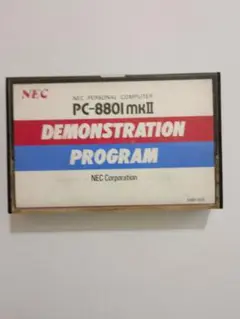 NEC
NEC PERSONAL COMPUTER
PC-8801mkII
DEMONSTRATION
PROGRAM
NEC Corporation